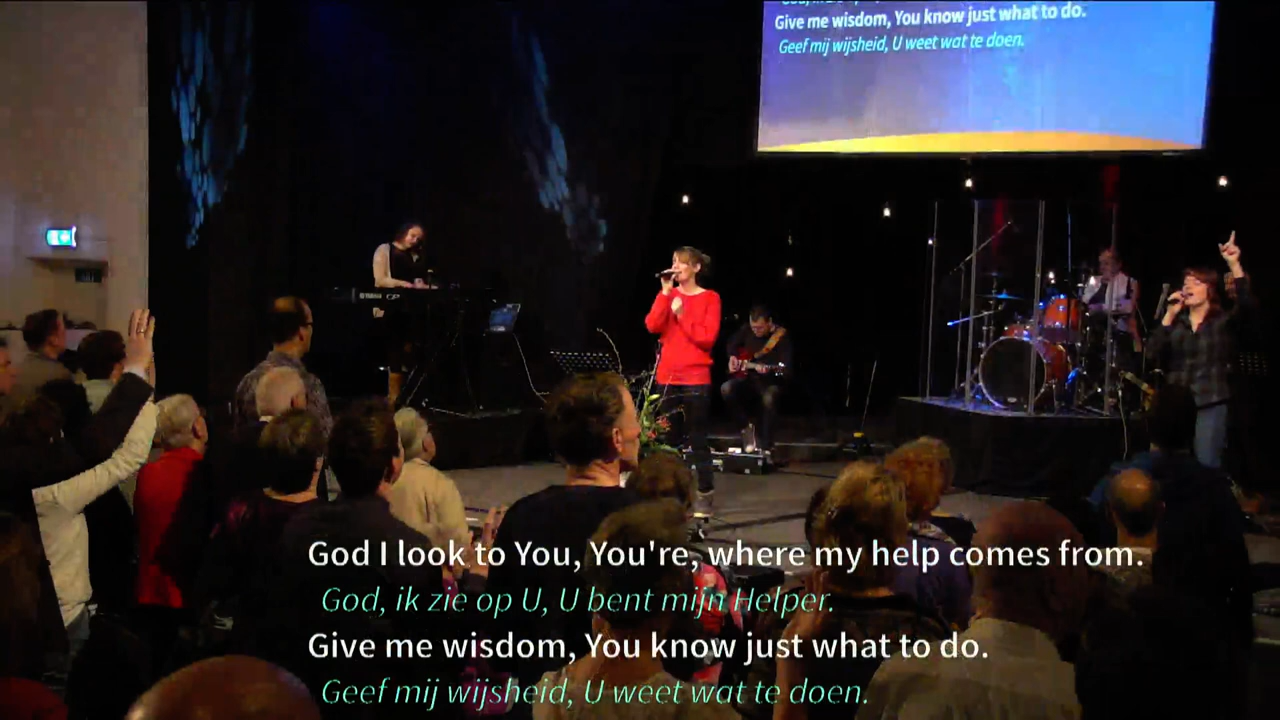 Give me wisdom, You know just what to do.
Geef mij wijsheid, U weet wat te doen.
YAMAHA CP
God I look to You, You're, where my help comes from.
God, ik zie op U, U bent mijn Helper.
Give me wisdom, You know just what to do.
Geef mij wijsheid, U weet wat te doen.